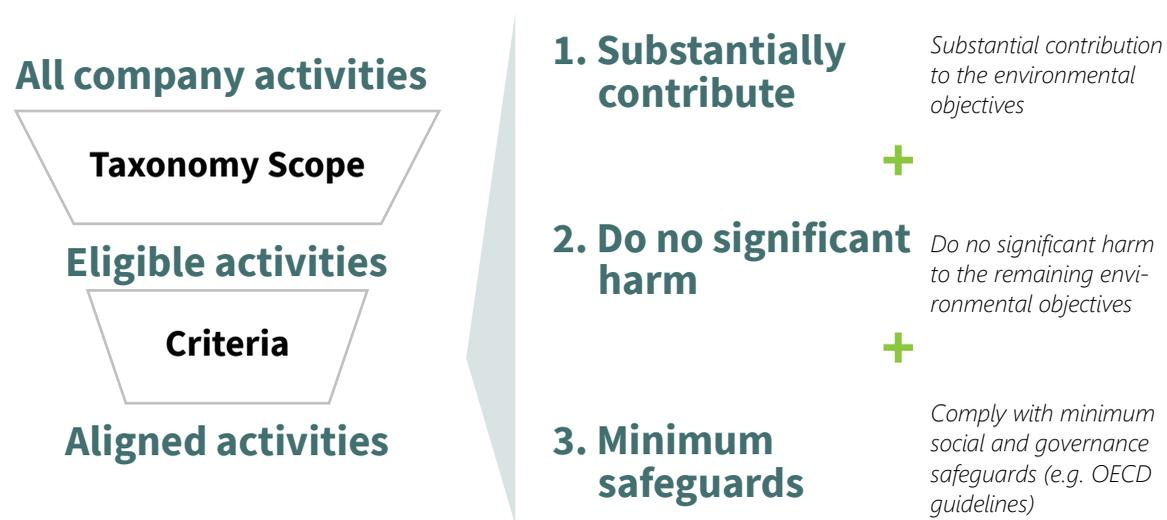 All company activities
Taxonomy Scope
Eligible activities
Criteria
Aligned activities
1. Substantially
contribute
Substantial contribution
to the environmental
objectives
+
2. Do no significant
harm
Do no significant harm
to the remaining envi-
ronmental objectives
+
3. Minimum
safeguards
Comply with minimum
social and governance
safeguards (e.g. OECD
guidelines)